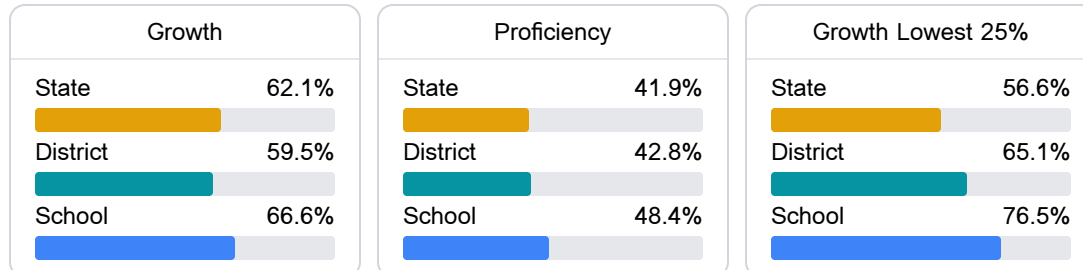 Growth
State 62.1%
District 59.5%
School 66.6%
Proficiency
State 41.9%
District 42.8%
School 48.4%
Growth Lowest 25%
State 56.6%
District 65.1%
School 76.5%